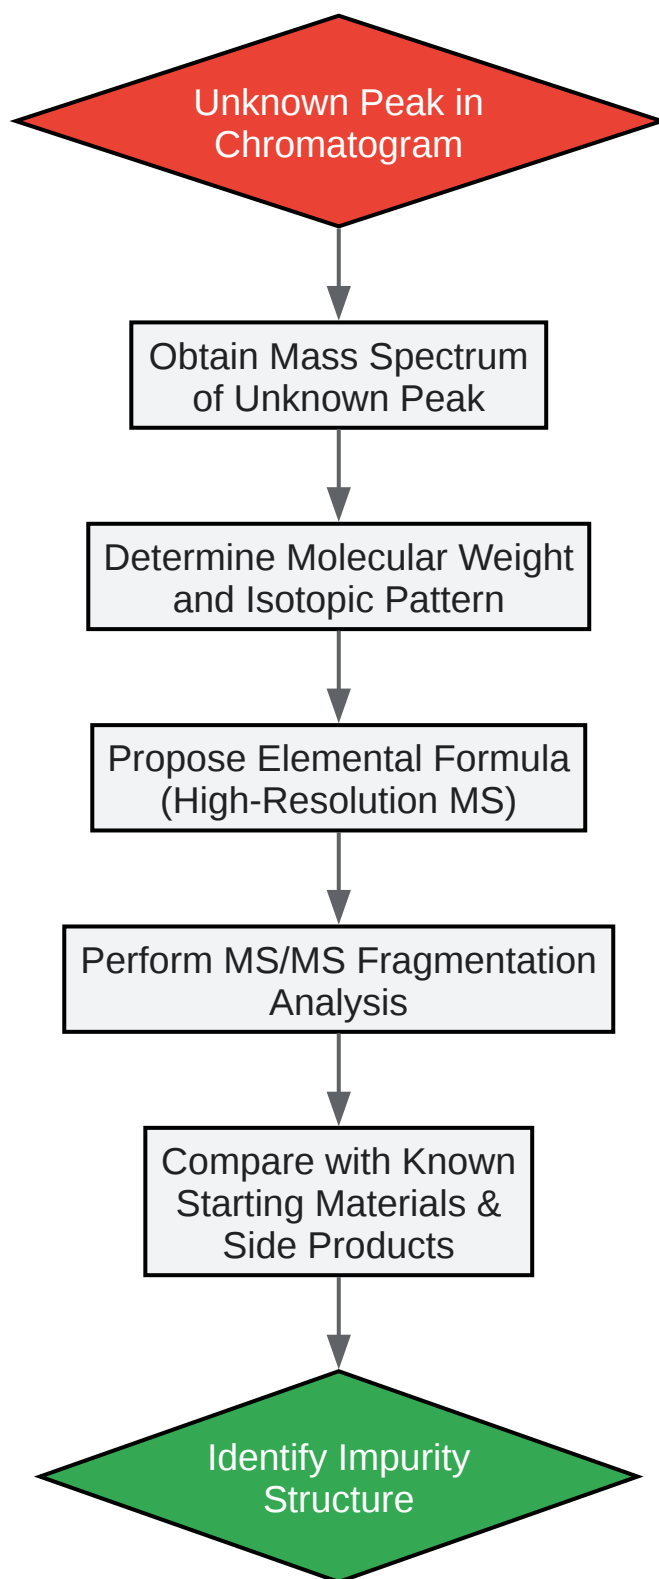 Unknown Peak in
Chromatogram
Obtain Mass Spectrum
of Unknown Peak
Determine Molecular Weight
and Isotopic Pattern
Propose Elemental Formula
(High-Resolution MS)
Perform MS/MS Fragmentation
Analysis
Compare with Known
Starting Materials &
Side Products
Identify Impurity
Structure